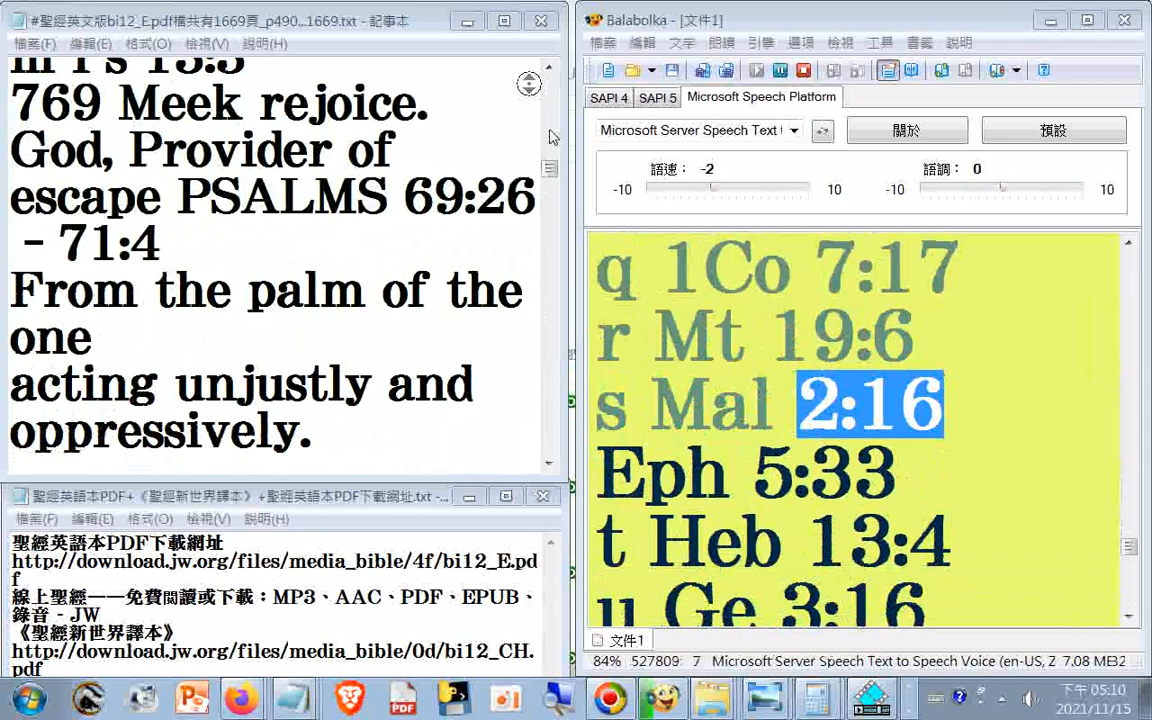 #聖經英文版bi12_E.pdf橫共有1669頁_p490...1669.txt - 記事本
檔案(F) 編輯(E) 格式(O) 檢視(V) 說明(H)
769 Meek rejoice.
God, Provider of
escape PSALMS 69:26
- 71:4
From the palm of the
one
acting unjustly and
oppressively.
聖經英語本PDF+《聖經新世界譯本》+聖經英語本PDF下載網址.txt -...
檔案(F) 編輯(E) 格式(O) 檢視(V) 說明(H)
聖經英語本PDF下載網址
http://download.jw.org/files/media_bible/4f/bi12_E.pd
f
線上聖經——免費閱讀或下載：MP3、AAC、PDF、EPUB、
錄音 - JW
《聖經新世界譯本》
http://download.jw.org/files/media_bible/0d/bi12_CH.
pdf
Balabolka - [文件1]
檔案 編輯 文字 朗讀 引擎 選項 檢視 工具 書籤 說明
SAPI 4 SAPI 5 Microsoft Speech Platform
Microsoft Server Speech Text 關於 預設
語速： -2 語調： 0
-10 10 -10 10
q 1Co 7:17
r Mt 19:6
s Mal 2:16
Eph 5:33
t Heb 13:4
u Ge 3:16
文件1
84% 527809 7 Microsoft Server Speech Text to Speech Voice (en-US, Z 7.08 MB
下午 05:10
2021/11/15